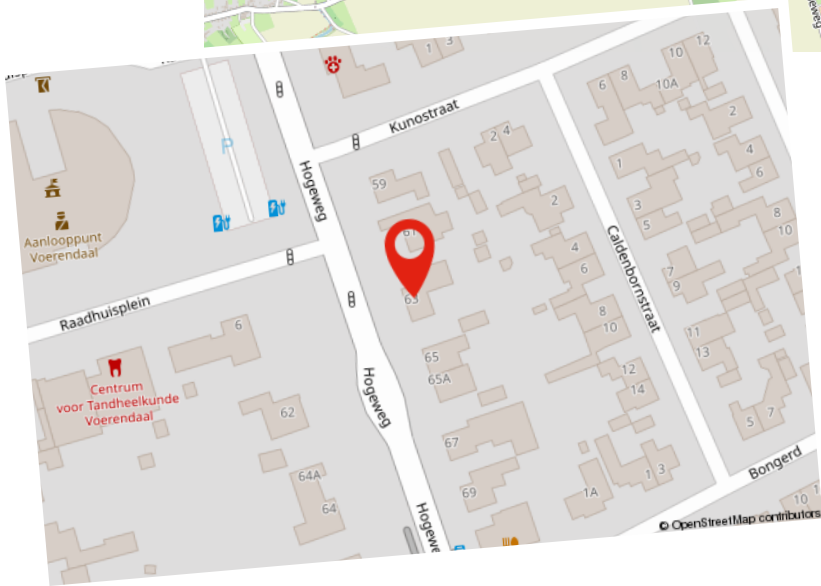 eweg
1 3
10 12
6 8
10A
Kunostraat
2 4
2
P
59
Hogeweg
1
4
6
2
61
3
5
8
10
Aanlooppunt
Voerendaal
Caldenbornstraat
4
6
7
9
63
Raadhuisplein
8
10
6
11
13
65
65A
12
14
Centrum
voor Tandheelkunde
Voerendaal
Hogeweg
62
5 7
67
Bongerd
64A
1 3
69
1A
64
Hogeweg
10
© OpenStreetMap contributors